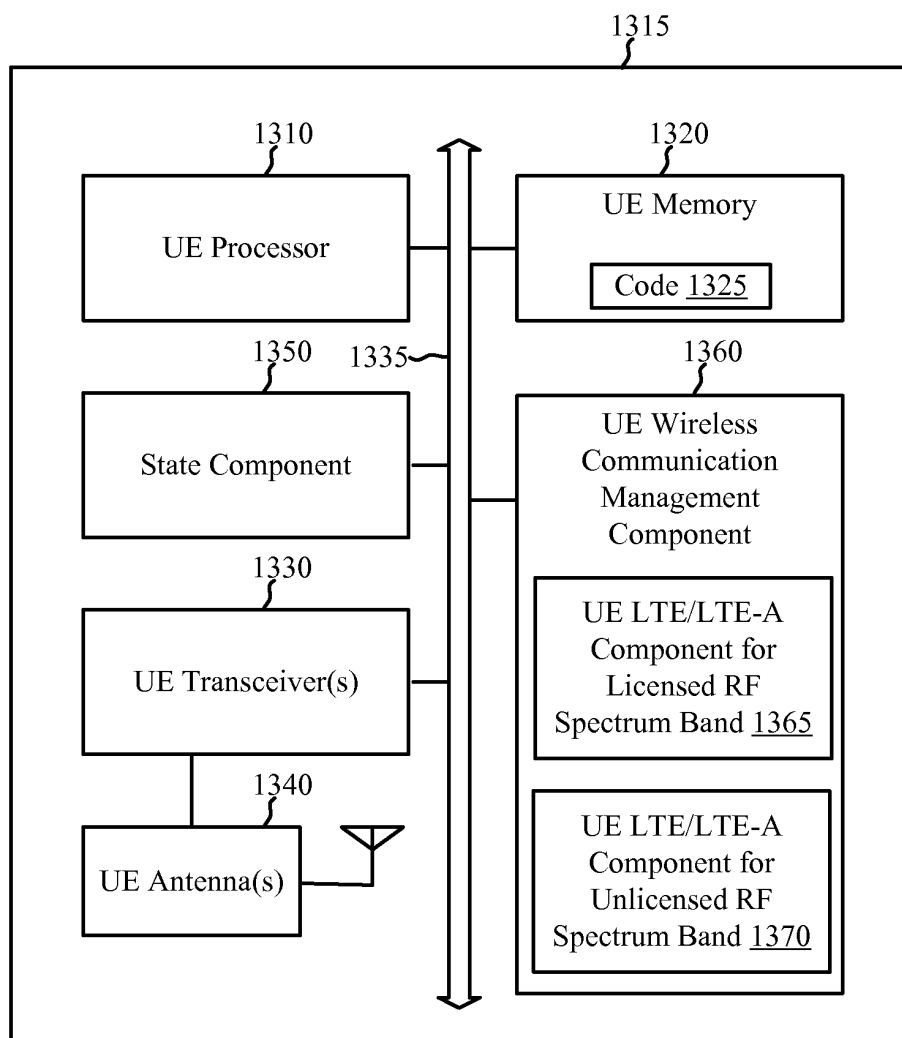 1315
1310
UE Processor
1320
UE Memory
Code 1325
1335
1350
State Component
1360
UE Wireless
Communication
Management
Component
1330
UE Transceiver(s)
UE LTE/LTE-A
Component for
Licensed RF
Spectrum Band 1365
1340
UE Antenna(s)
UE LTE/LTE-A
Component for
Unlicensed RF
Spectrum Band 1370